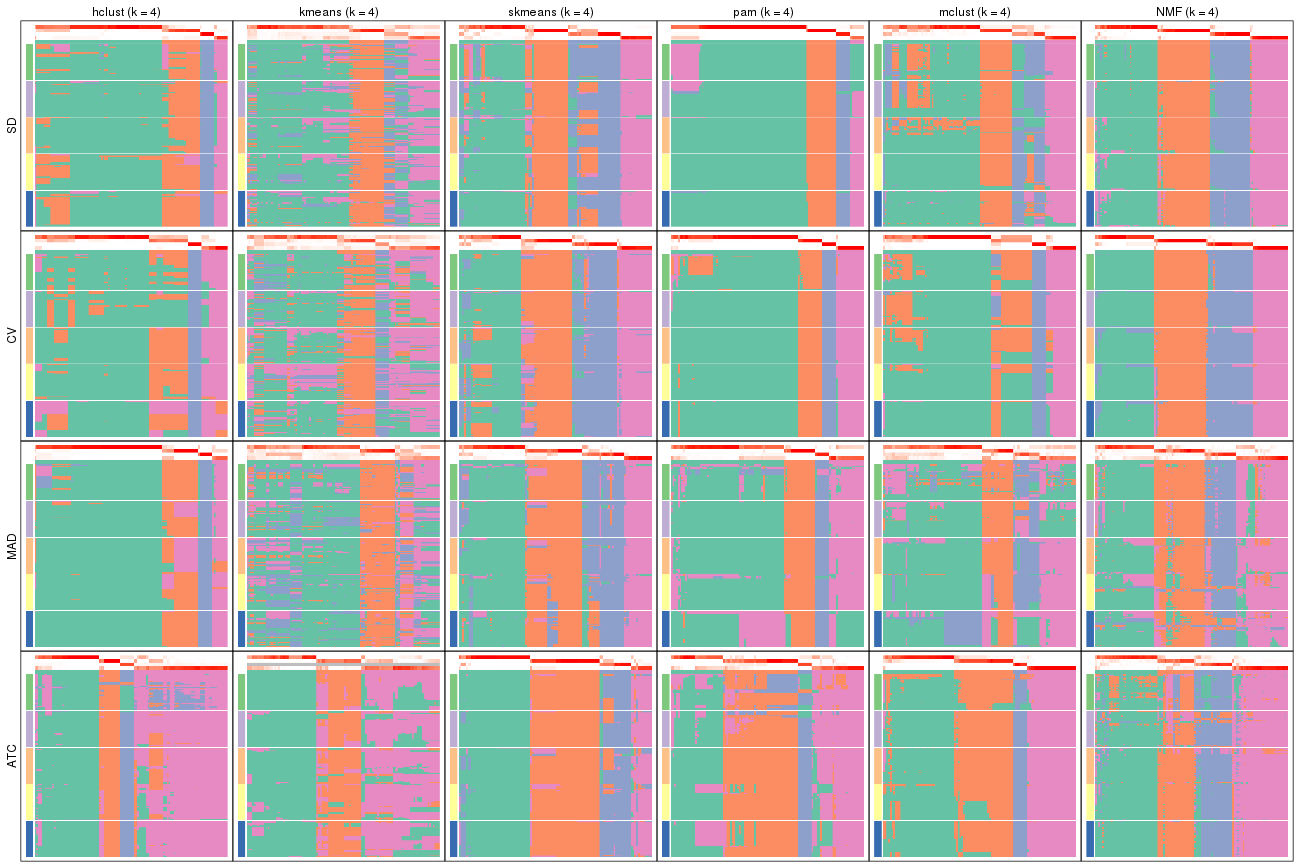 hclust (k = 4) kmeans (k = 4) skmeans (k = 4) pam (k = 4) mclust (k = 4) NMF (k = 4)
SD
CV
MAD
ATC